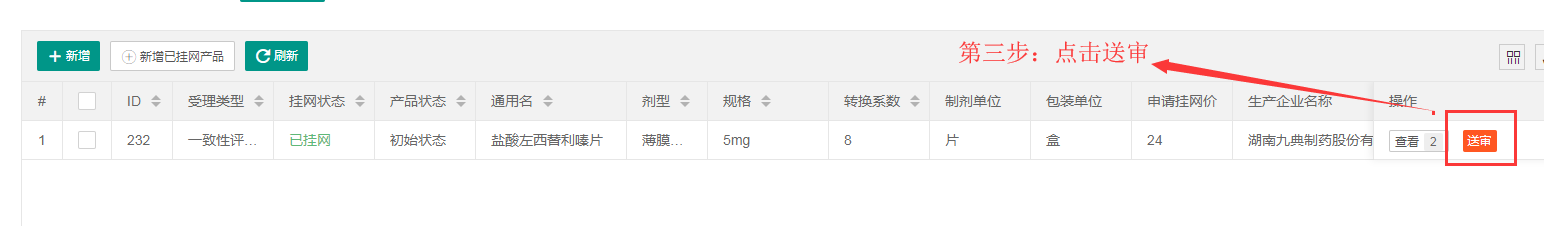 新增 新增已挂网产品 刷新 第三步：点击送审
# ID 受理类型 挂网状态 产品状态 通用名 剂型 规格 转换系数 制剂单位 包装单位 申请挂网价 生产企业名称 操作
1 232 一致性评... 已挂网 初始状态 盐酸左西替利嗪片 薄膜... 5mg 8 片 盒 24 湖南九典制药股份有 查看 2 送审